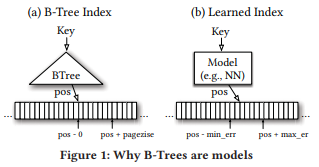 (a) B-Tree Index
(b) Learned Index
Key
Key
BTree
Model
(e.g., NN)
pos
pos
...
...
...
...
pos - 0
pos + pagezise
pos - min_err
pos + max_er
Figure 1: Why B-Trees are models